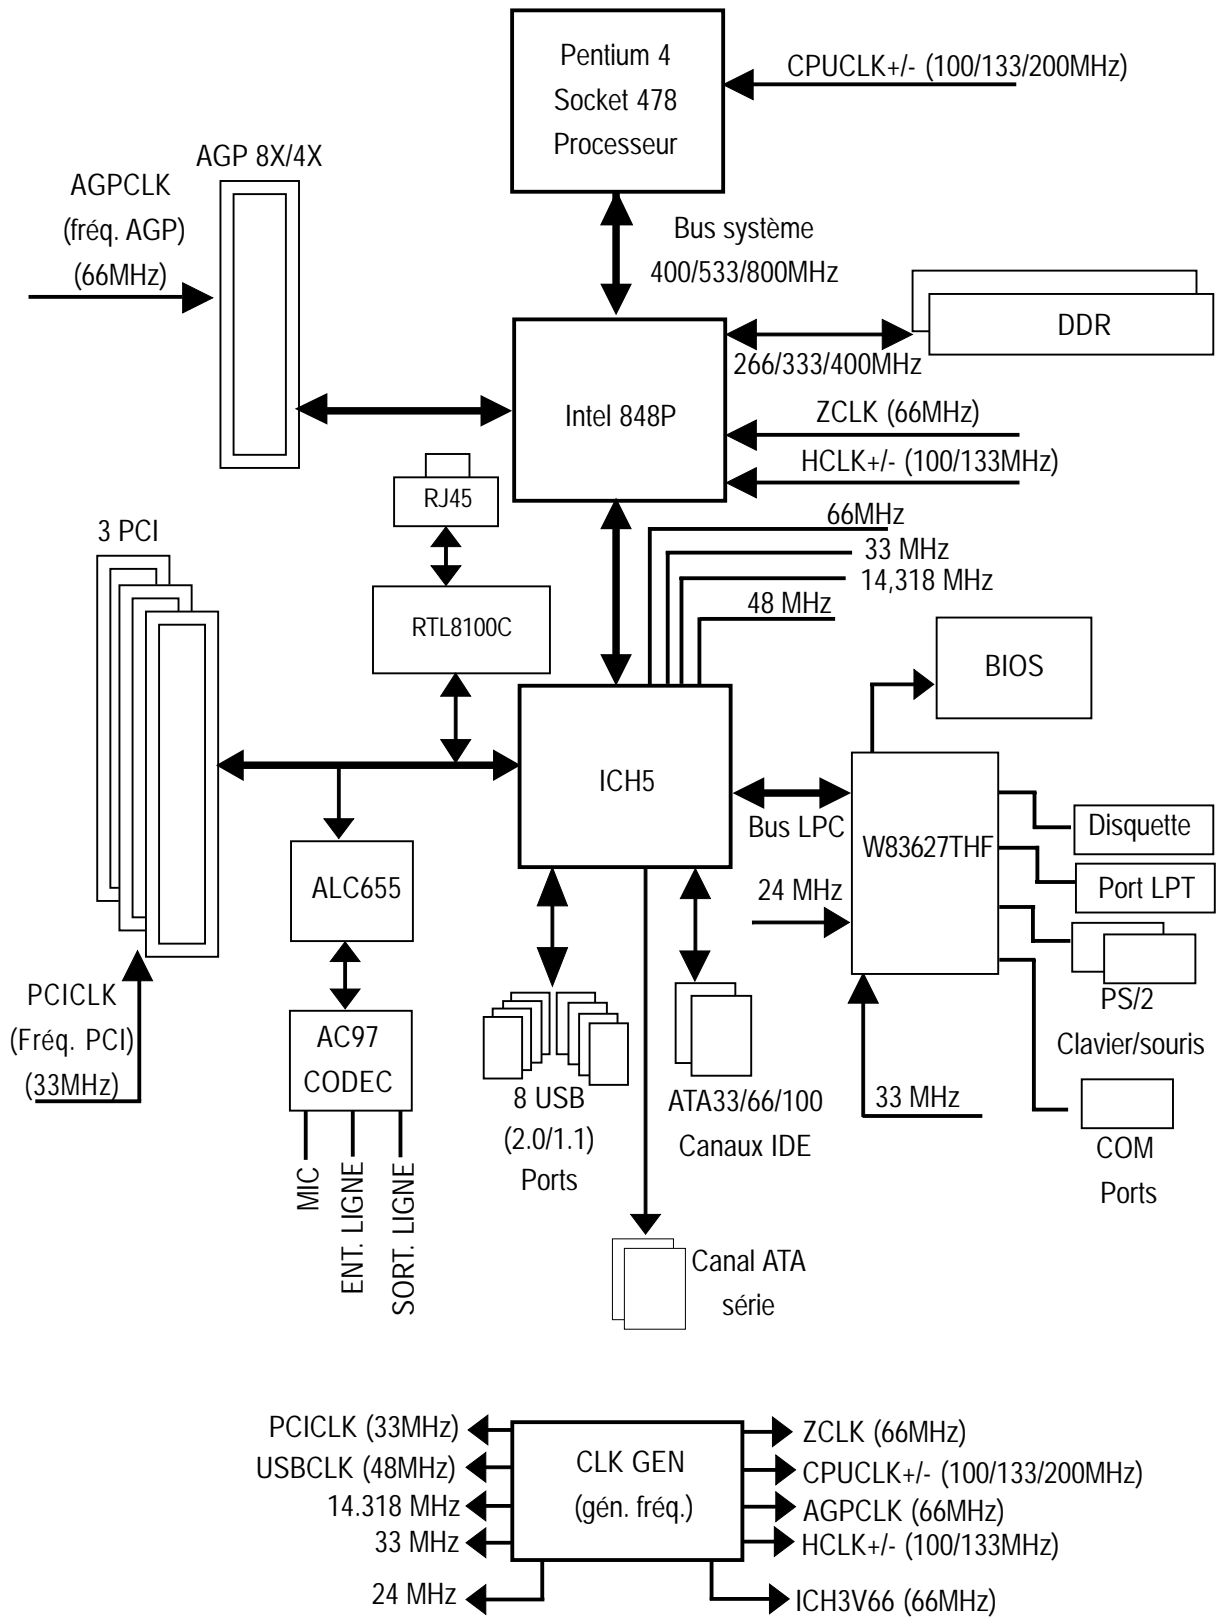 Pentium 4
Socket 478
Processeur
CPUCLK+/- (100/133/200MHz)
AGP 8X/4X
AGPCLK
(fréq. AGP)
(66MHz)
Bus système
400/533/800MHz
DDR
266/333/400MHz
Intel 848P
ZCLK (66MHz)
HCLK+/- (100/133MHz)
RJ45
66MHz
33 MHz
14,318 MHz
48 MHz
3 PCI
RTL8100C
BIOS
ICH5
Bus LPC
W83627THF
Disquette
Port LPT
24 MHz
ALC655
PS/2
Clavier/souris
PCICLK
(Fréq. PCI)
(33MHz)
AC97
CODEC
8 USB
(2.0/1.1)
Ports
ATA33/66/100
Canaux IDE
33 MHz
COM
Ports
MIC
ENT. LIGNE
SORT. LIGNE
Canal ATA
série
PCICLK (33MHz)
USBCLK (48MHz)
14.318 MHz
33 MHz
24 MHz
CLK GEN
(gén. fréq.)
ZCLK (66MHz)
CPUCLK+/- (100/133/200MHz)
AGPCLK (66MHz)
HCLK+/- (100/133MHz)
ICH3V66 (66MHz)